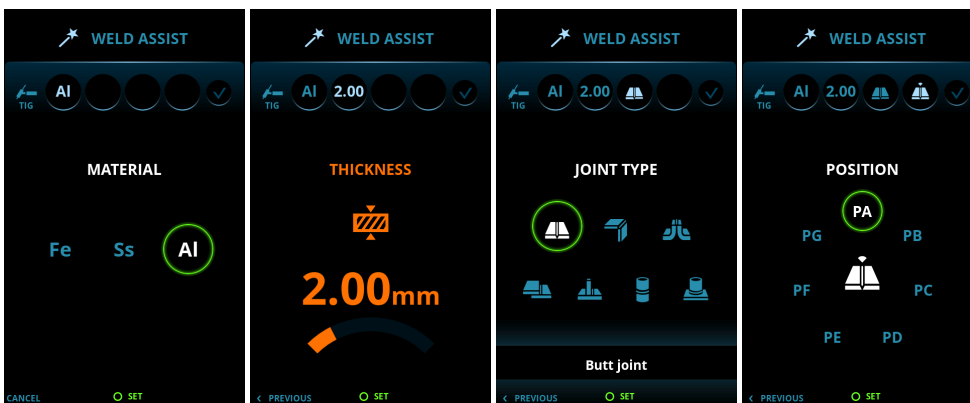 WELD ASSIST
TIG
Al
MATERIAL
Fe Ss Al
CANCEL SET
WELD ASSIST
TIG
Al 2.00
THICKNESS
2.00mm
PREVIOUS SET
WELD ASSIST
TIG
Al 2.00
JOINT TYPE
Butt joint
PREVIOUS SET
WELD ASSIST
TIG
Al 2.00
POSITION
PA
PG PB
PF PC
PE PD
PREVIOUS SET